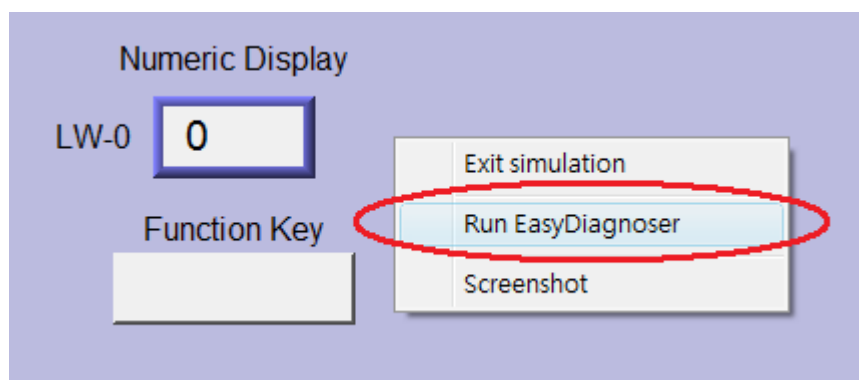 Numeric Display
LW-0
0
Exit simulation
Run EasyDiagnoser
Function Key
Screenshot